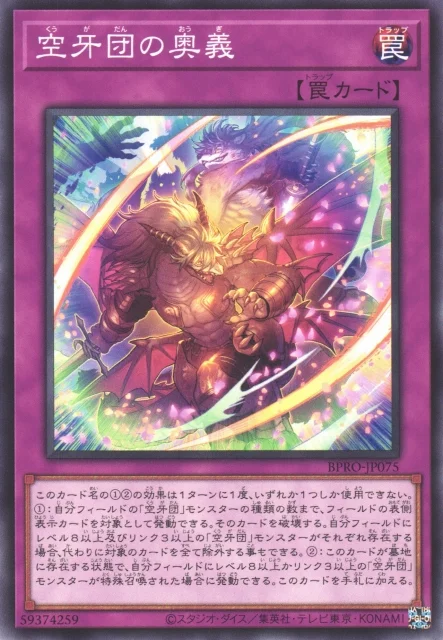 空牙団の奥義
罠
【罠カード】
BPRO-JP075
このカード名の①②の効果は1ターンに1度、いずれか1つしか使用できない。
①:自分フィールドの「空牙団」モンスターの種類の数まで、フィールドの表側
表示カードを対象として発動できる。そのカードを破壊する。自分フィールドに
レベル8以上及びリンク3以上の「空牙団」モンスターがそれぞれ存在する
場合、代わりに対象のカードを全て除外する事もできる。②:このカードが墓地
に存在する状態で、自分フィールドにレベル8以上かリンク3以上の「空牙団」
モンスターが特殊召喚された場合に発動できる。このカードを手札に加える。
59374259
©スタジオ・ダイス/集英社・テレビ東京・KONAMI